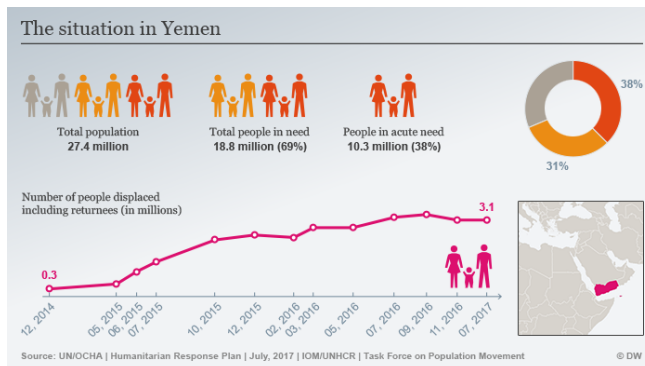 The situation in Yemen
38%
31%
Total population
27.4 million
Total people in need
18.8 million (69%)
People in acute need
10.3 million (38%)
Number of people displaced
including returnees (in millions)
0.3
3.1
12, 2014
05, 2015
06, 2015
07, 2015
10, 2015
12, 2015
02, 2016
03, 2016
05, 2016
07, 2016
09, 2016
11, 2016
07, 2017
Source: UN/OCHA | Humanitarian Response Plan | July, 2017 | IOM/UNHCR | Task Force on Population Movement
© DW